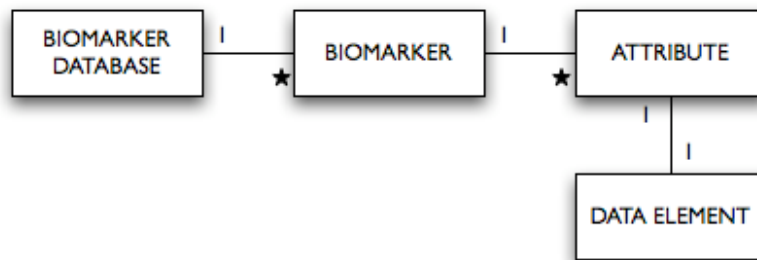 BIOMARKER
DATABASE
1
★
BIOMARKER
1
★
ATTRIBUTE
1
1
DATA ELEMENT